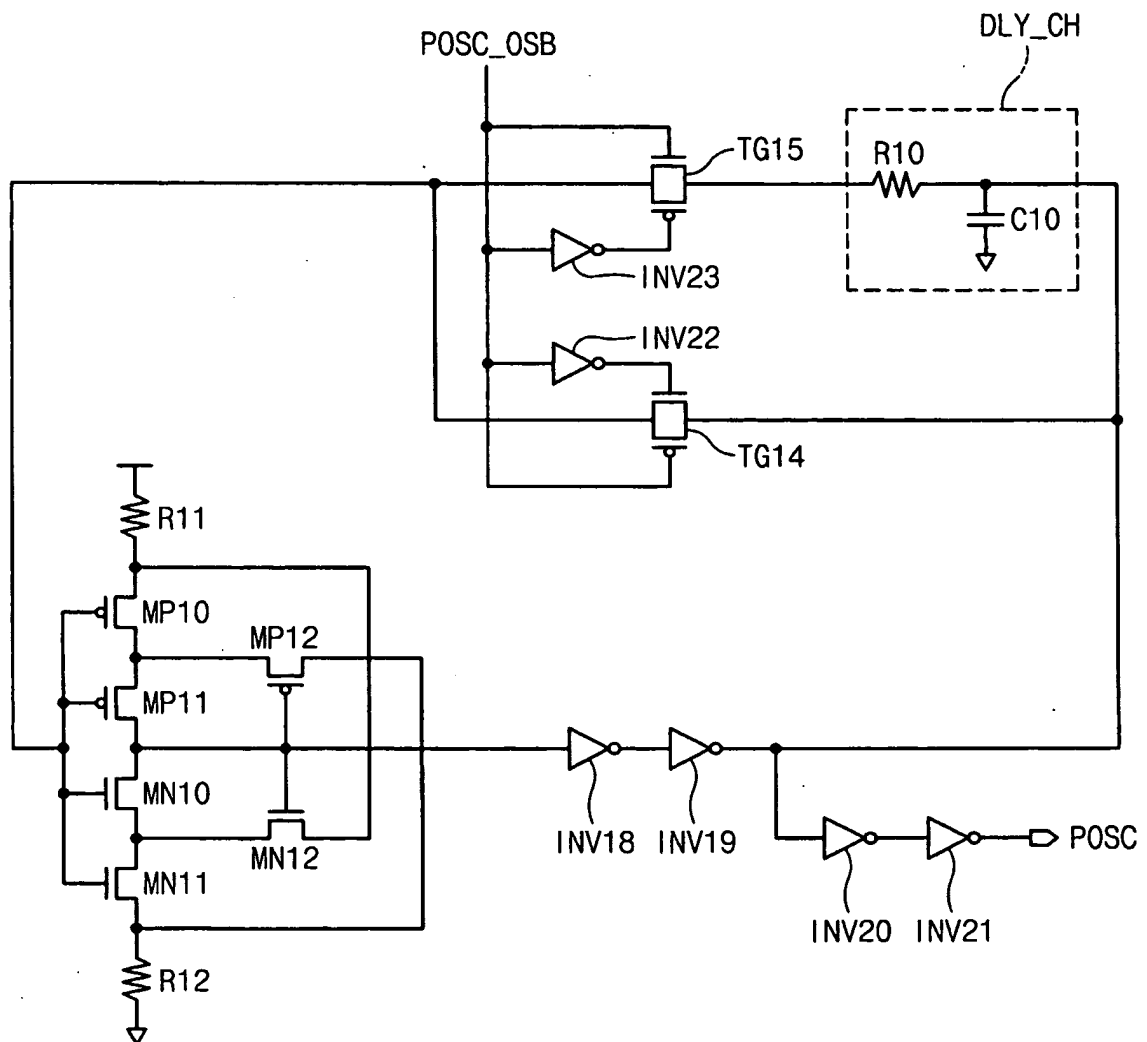 DLY_CH
POSC_OSB
TG15
R10
C10
INV23
INV22
TG14
R11
MP10
MP12
MP11
MN10
MN12
MN11
INV18
INV19
POSC
INV20
INV21
R12